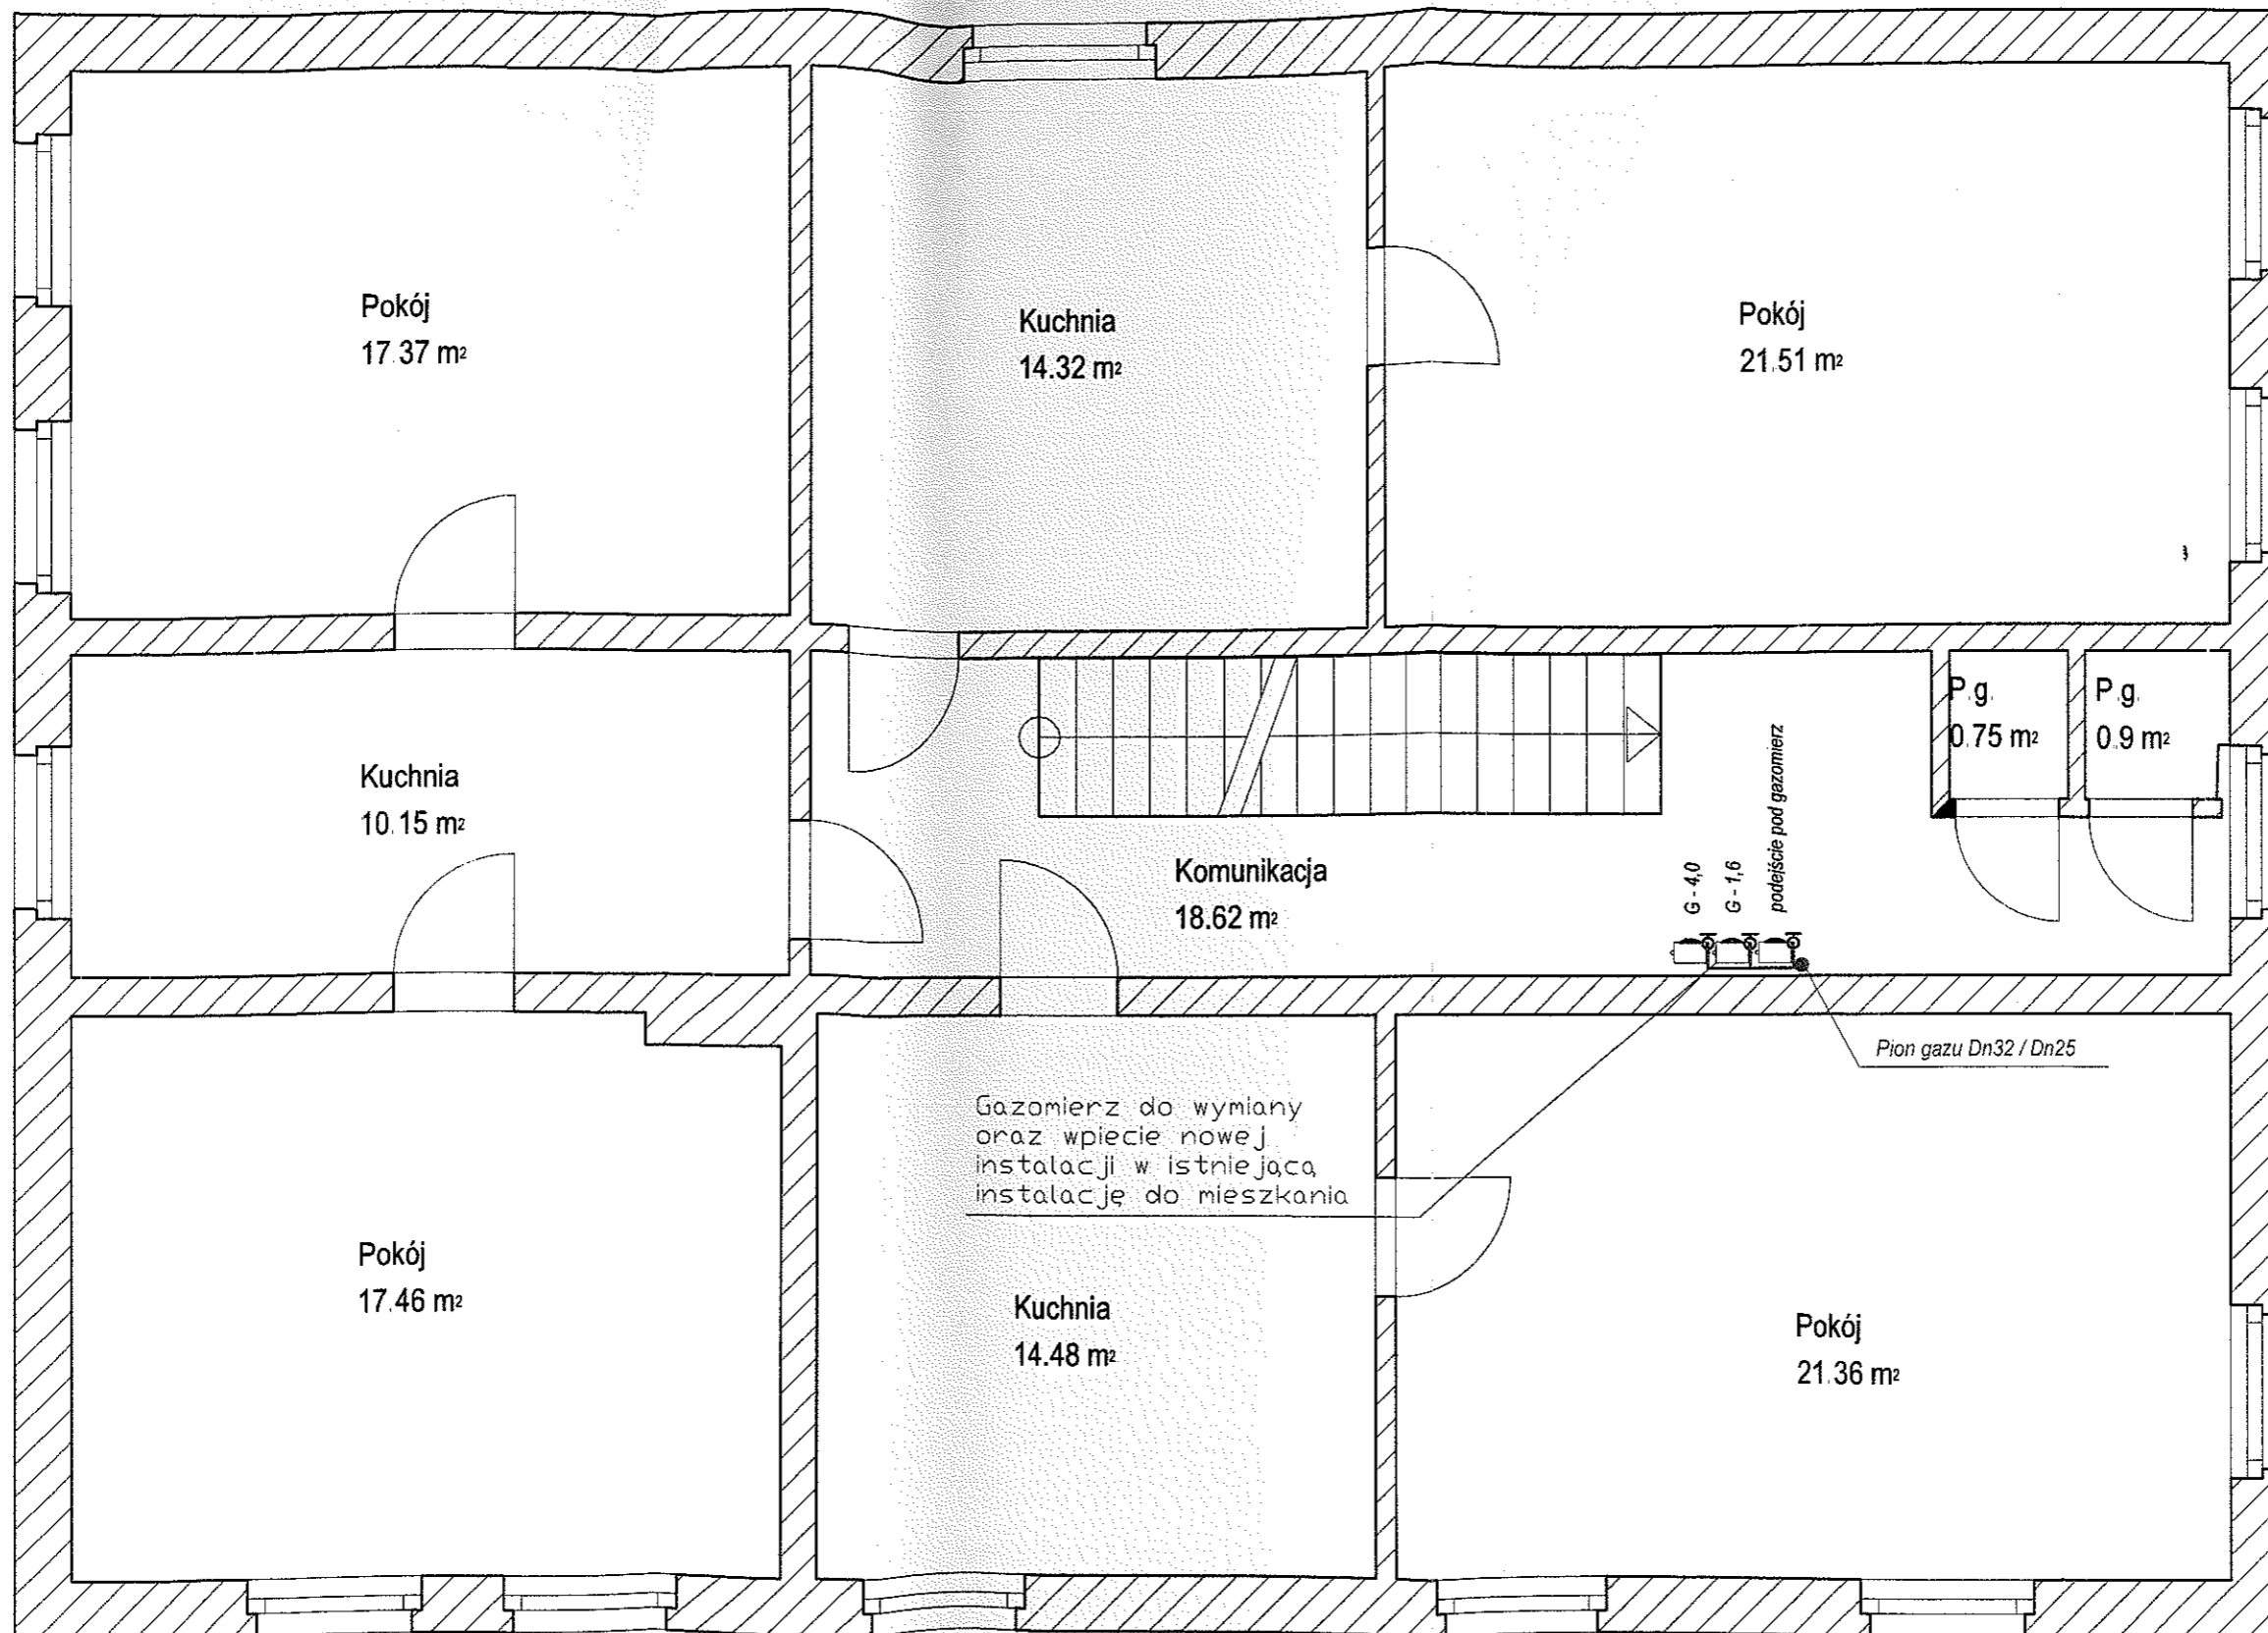 Pokój
17.37 m²
Kuchnia
14.32 m²
Pokój
21.51 m²
Kuchnia
10.15 m²
Komunikacja
18.62 m²
P.g.
0.75 m²
P.g.
0.9 m²
G - 4,0
G - 1,6
podejście pod gazomierz
Pion gazu Dn32 / Dn25
Gazomierz do wymiany
oraz wpiecie nowej
instalacji w istniejącą
instalację do mieszkania
Pokój
17.46 m²
Kuchnia
14.48 m²
Pokój
21.36 m²